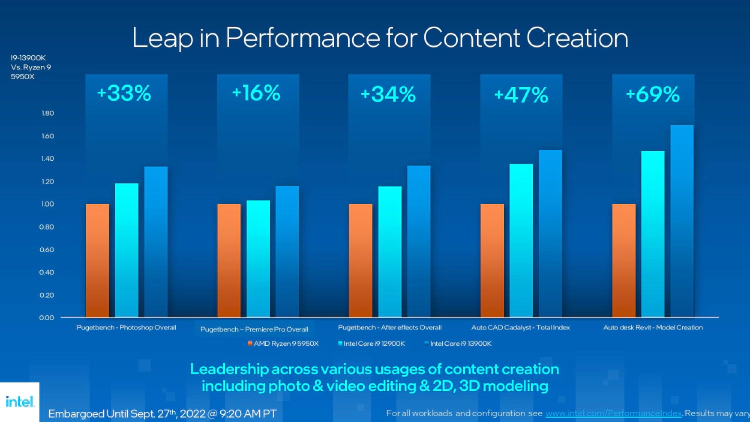 Leap in Performance for Content Creation
i9-13900K
Vs. Ryzen 9
5950X
+33%
+16%
+34%
+47%
+69%
1.80
1.60
1.40
1.20
1.00
0.80
0.60
0.40
0.20
0.00
Pugetbench - Photoshop Overall
Pugetbench – Premiere Pro Overall
Pugetbench - After effects Overall
Auto CAD Cadalyst - Total Index
Auto desk Revit - Model Creation
AMD Ryzen 9 5950X
Intel Core i9 12900K
Intel Core i9 13900K
Leadership across various usages of content creation
including photo & video editing & 2D, 3D modeling
intel.
Embargoed Until Sept. 27th, 2022 @ 9:20 AM PT
For all workloads and configuration see www.intel.com/PerformanceIndex. Results may vary